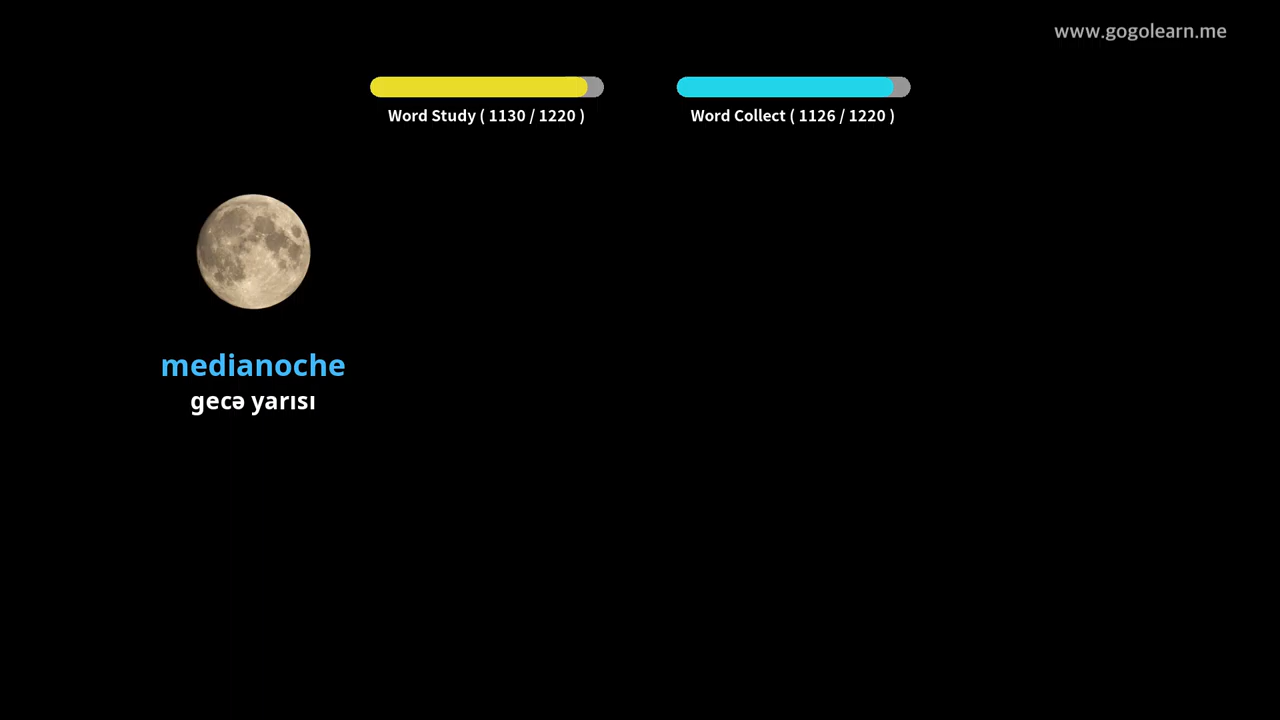 www.gogolearn.me
Word Study ( 1130 / 1220 )
Word Collect ( 1126 / 1220 )
medianoche
gecə yarısı